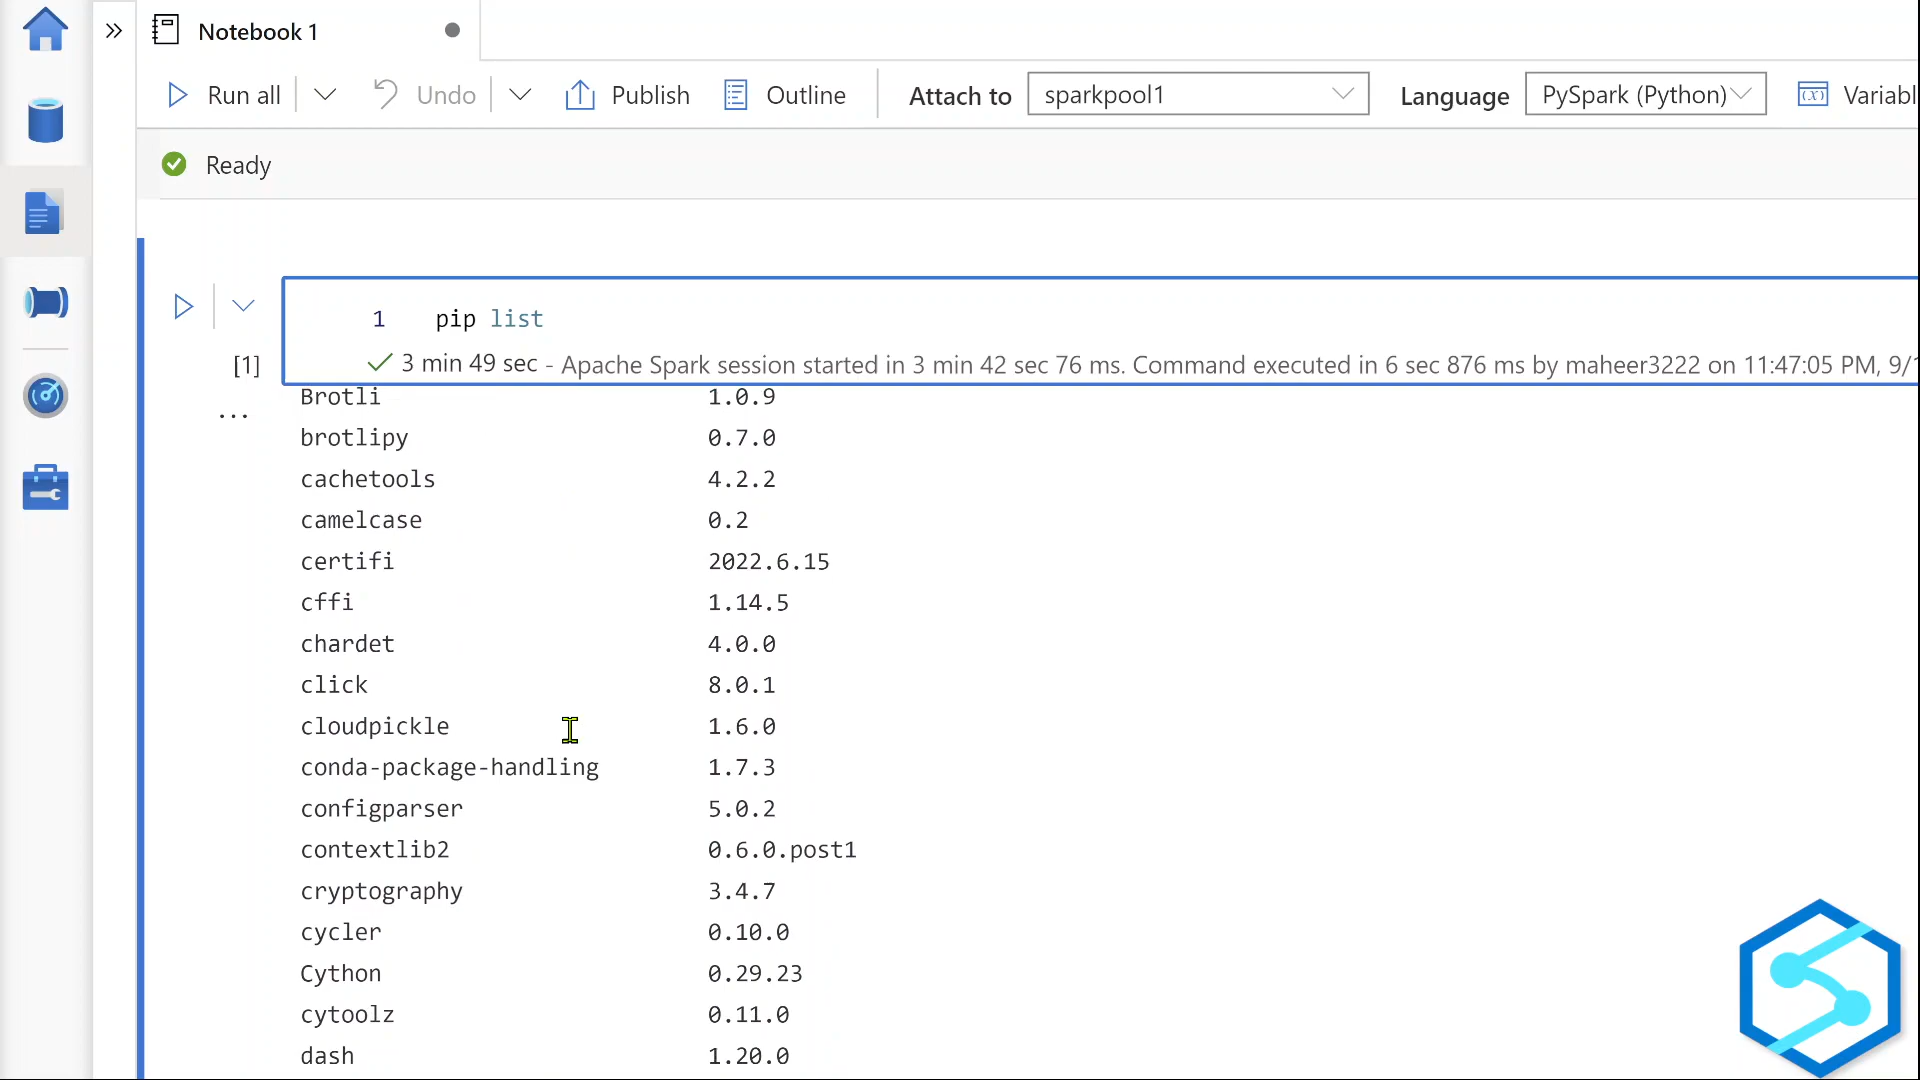 Notebook 1
Run all Undo Publish Outline Attach to sparkpool1 Language PySpark (Python) Variabl
Ready
1 pip list
[1] 3 min 49 sec - Apache Spark session started in 3 min 42 sec 76 ms. Command executed in 6 sec 876 ms by maheer3222 on 11:47:05 PM, 9/1
...
Brotli 1.0.9
brotlipy 0.7.0
cachetools 4.2.2
camelcase 0.2
certifi 2022.6.15
cffi 1.14.5
chardet 4.0.0
click 8.0.1
cloudpickle 1.6.0
conda-package-handling 1.7.3
configparser 5.0.2
contextlib2 0.6.0.post1
cryptography 3.4.7
cycler 0.10.0
Cython 0.29.23
cytoolz 0.11.0
dash 1.20.0